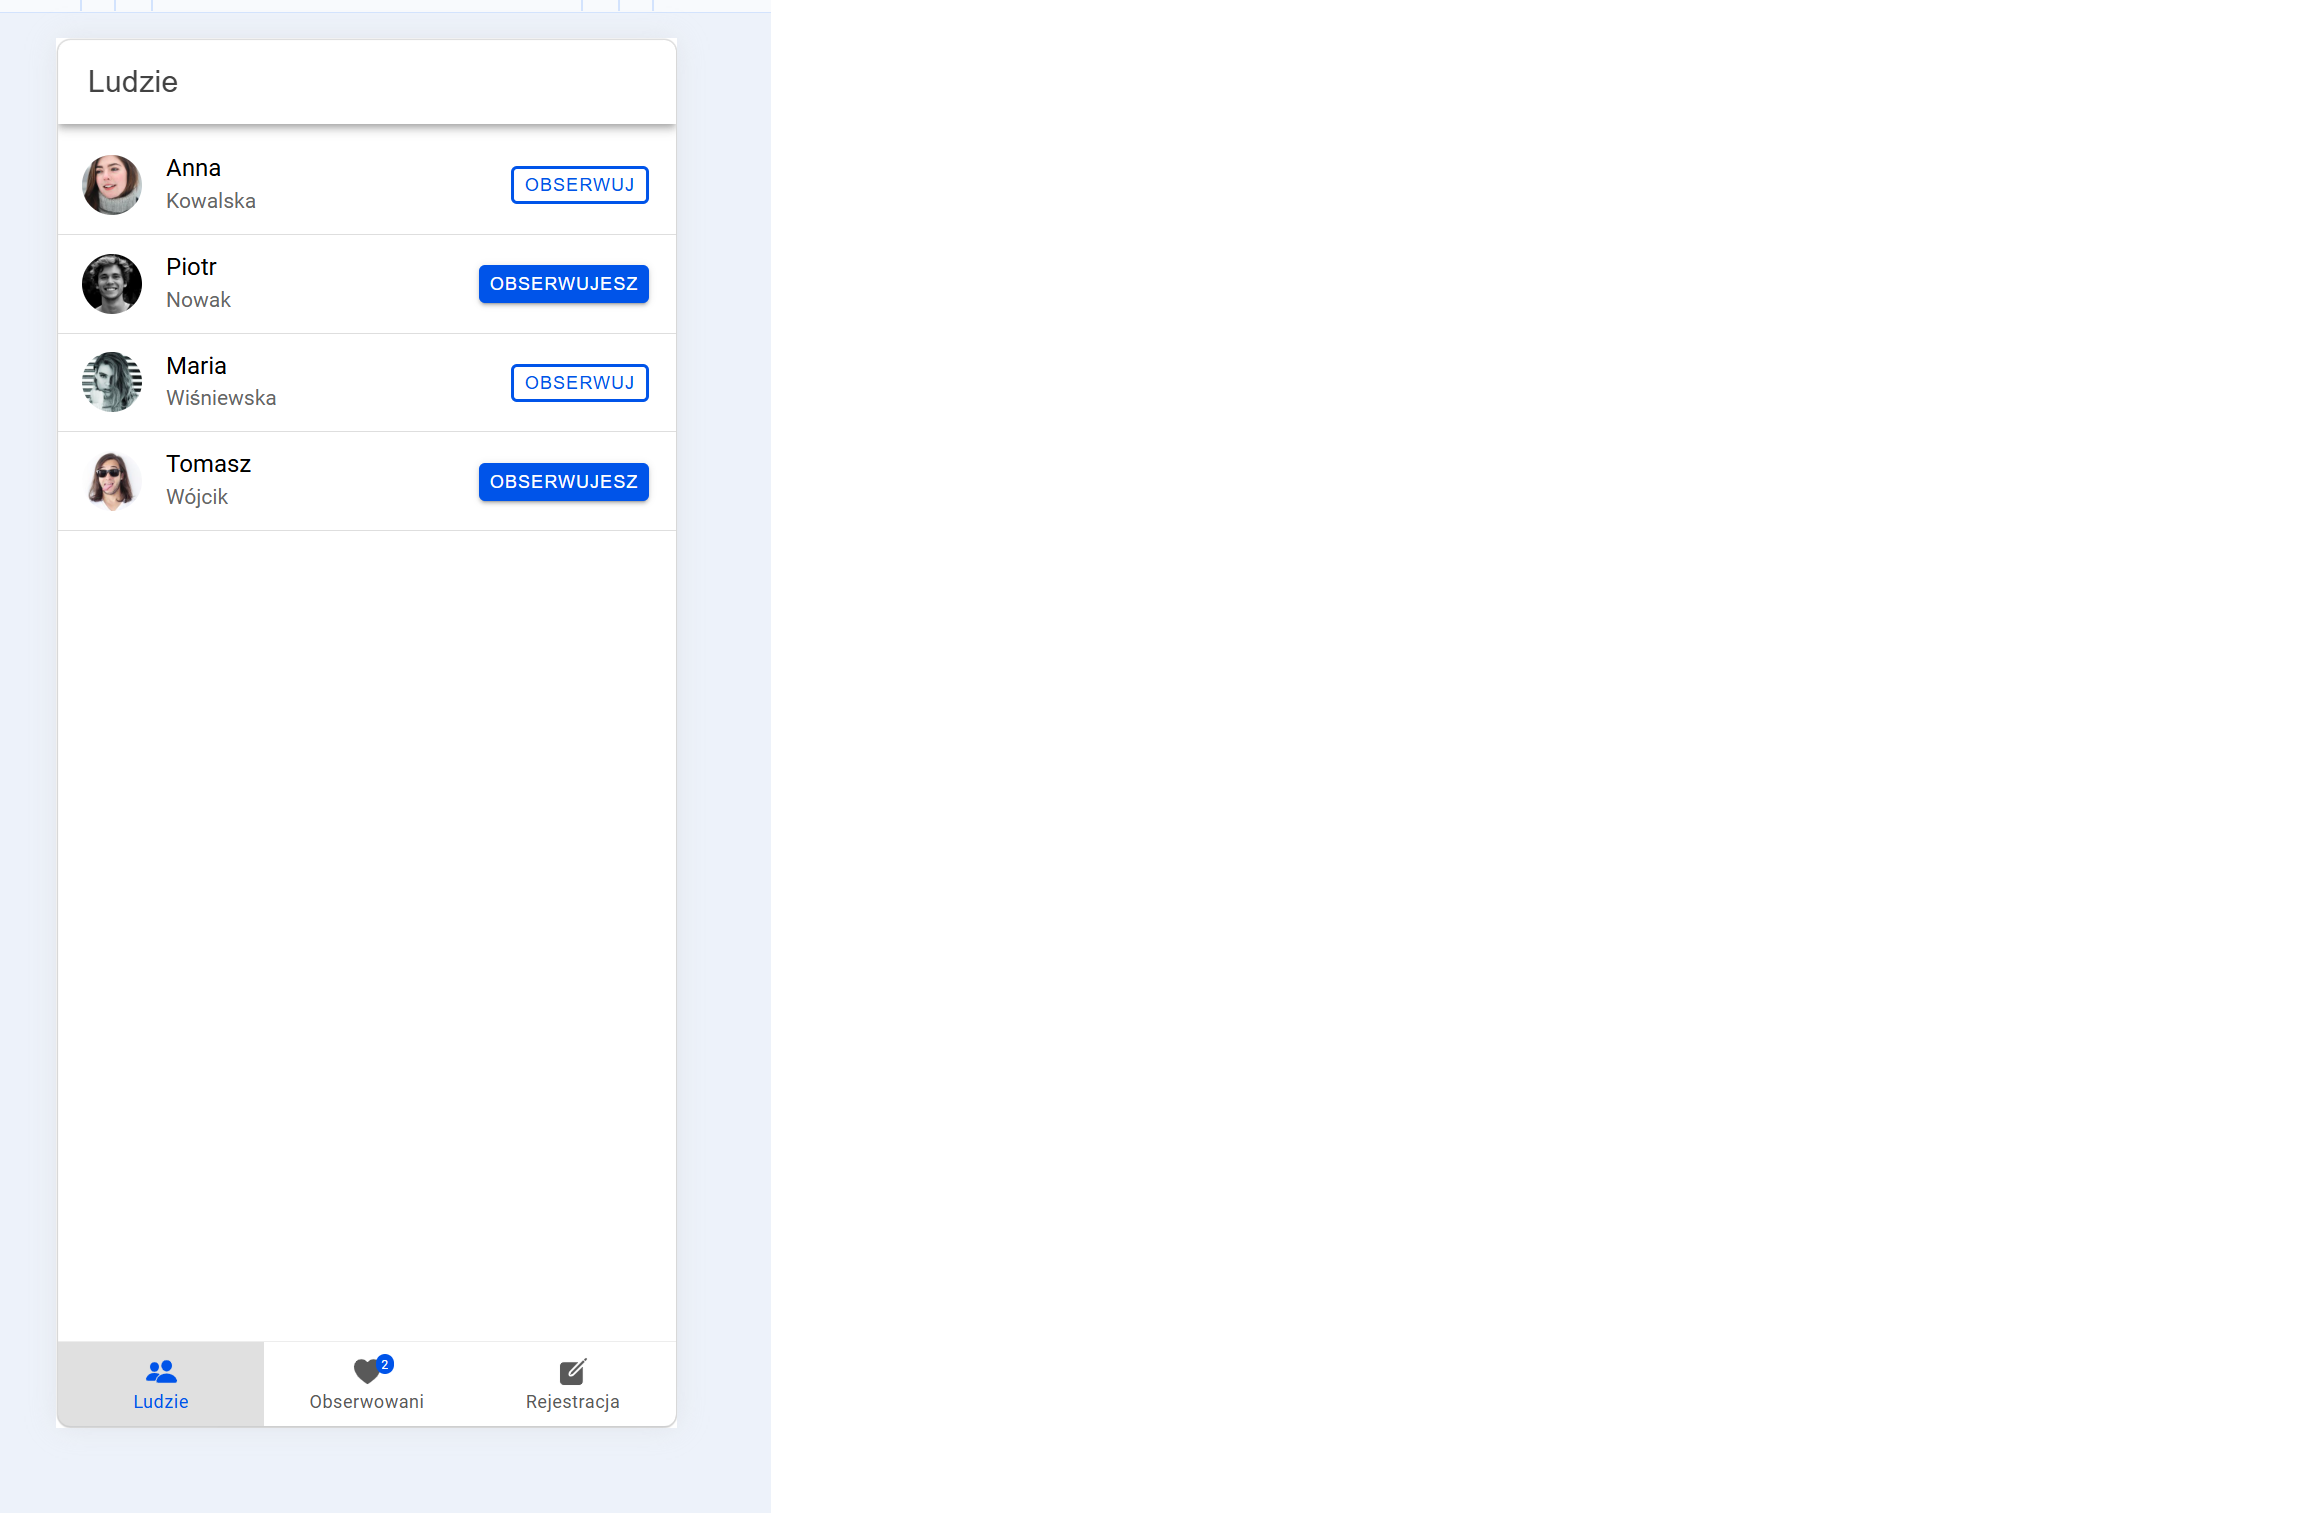 Ludzie
Anna
Kowalska
OBSERWUJ
Piotr
Nowak
OBSERWUJESZ
Maria
Wiśniewska
OBSERWUJ
Tomasz
Wójcik
OBSERWUJESZ
2
Ludzie
Obserwowani
Rejestracja